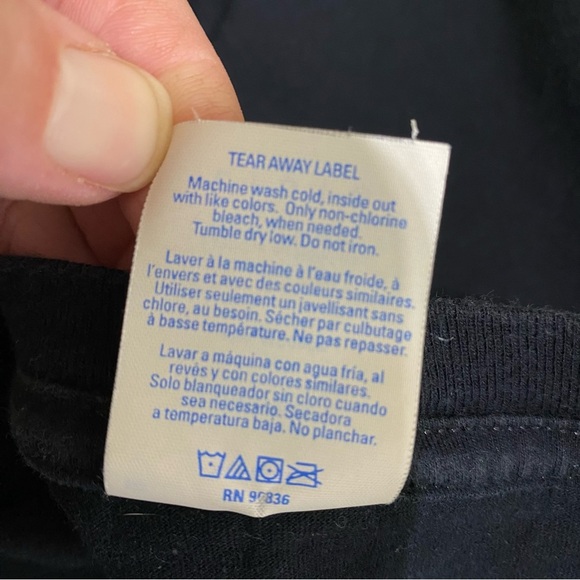 TEAR AWAY LABEL
Machine wash cold, inside out
with like colors. Only non-chlorine
bleach, when needed.
Tumble dry low. Do not iron.
Laver à la machine à l'eau froide, à
l'envers et avec des couleurs similaires.
Utiliser seulement un javellisant sans
chlore, au besoin. Sécher par culbutage
à basse température. Ne pas repasser.
Lavar a máquina con agua fría, al
revés y con colores similares.
Solo blanqueador sin cloro cuando
sea necesario. Secadora
a temperatura baja. No planchar.
RN